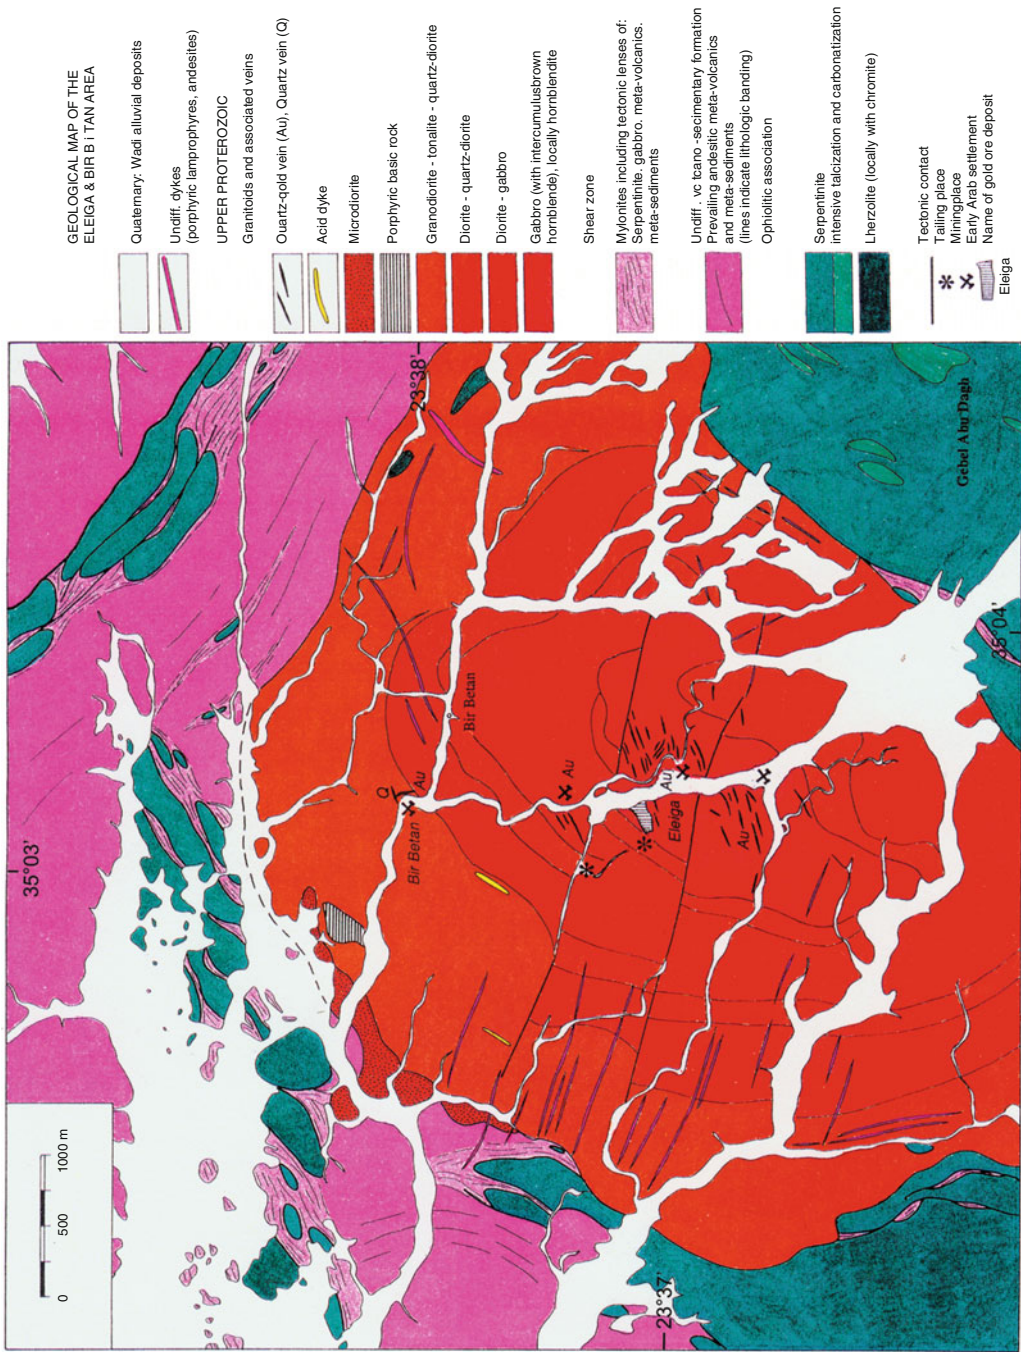 GEOLOGICAL MAP OF THE
ELEIGA & BIR B i TAN AREA
Quaternary: Wadi alluvial deposits
Undiff. dykes
(porphyric lamprophyres, andesites)
UPPER PROTEROZOIC
Granitoids and associated veins
Ouartz-qold vein (Au), Quartz vein (Q)
Acid dyke
Microdiorite
Porphyric basic rock
Granodiorite - tonalite - quartz-diorite
Diorite - quartz-diorite
Diorite - gabbro
Gabbro (with intercumulusbrown
hornblende), locally hornblendite
Shear zone
Mylonites including tectonic lenses of:
Serpentinite. gabbro. meta-volcanics.
meta-sediments
Undiff . vc tcano -secimentary formation
Prevailing andesitic meta-volcanics
and meta-sediments
(lines indicate lithologic banding)
Ophiolitic association
Serpentinite
intensive talcization and carbonatization
Lherzolite (locally with chromite)
Tectonic contact
Tailing place
Miningplace
Early Arab settlement
Name of gold ore deposit
Eleiga
0 500 1000 m
35°03'
23°38'
23°37'
35°04'
Q
Au
Bir Betan
Bir Betan
Au
Au
Eleiga
Au
Gebel Abu Dagh